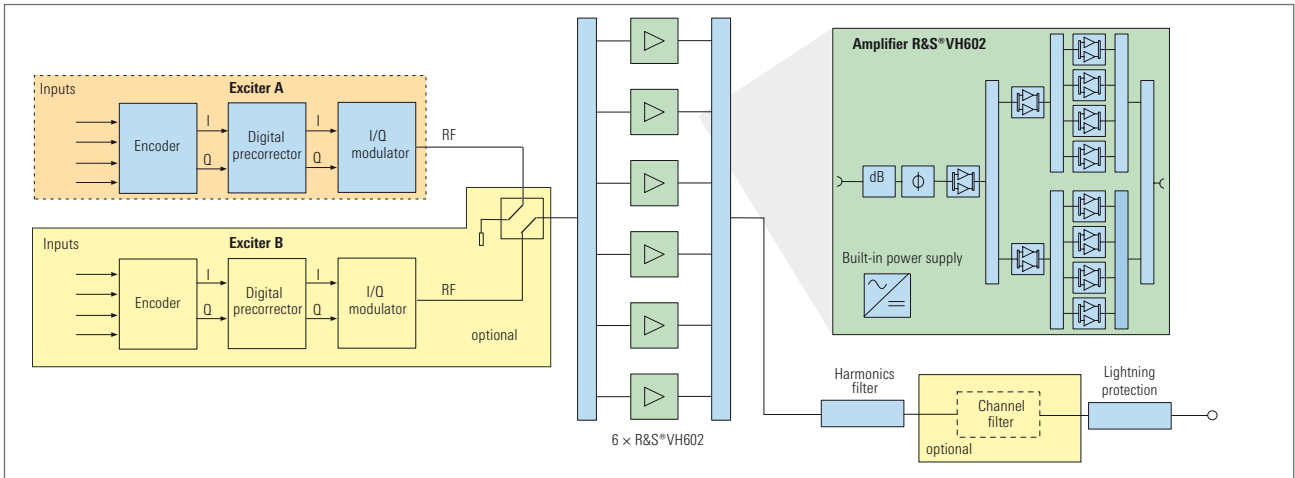 Inputs
Exciter A
Encoder
I
Q
Digital
precorrector
I
Q
I/Q
modulator
RF
Inputs
Exciter B
Encoder
I
Q
Digital
precorrector
I
Q
I/Q
modulator
RF
optional
6 × R&S®VH602
Amplifier R&S®VH602
dB
ϕ
Built-in power supply
Harmonics
filter
Channel
filter
optional
Lightning
protection